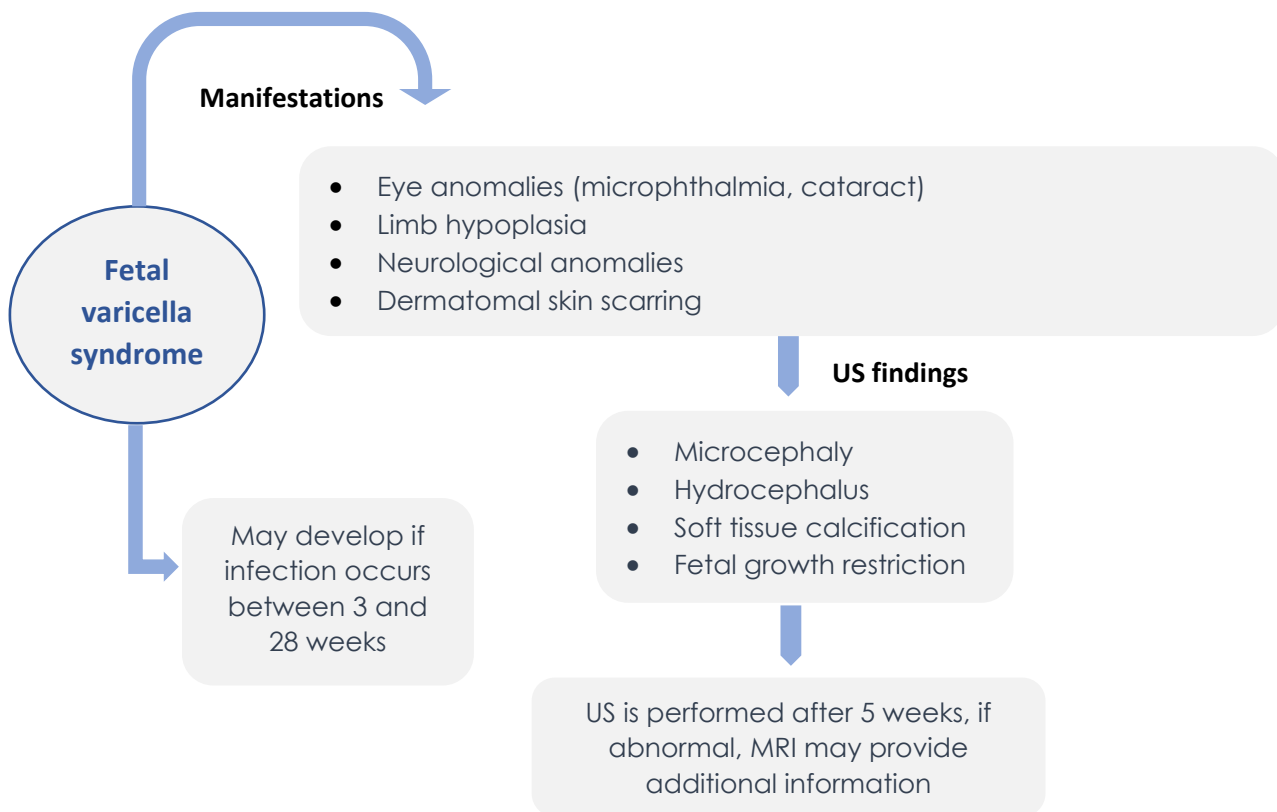 Manifestations
• Eye anomalies (microphthalmia, cataract)
• Limb hypoplasia
• Neurological anomalies
• Dermatomal skin scarring
Fetal
varicella
syndrome
US findings
• Microcephaly
• Hydrocephalus
• Soft tissue calcification
• Fetal growth restriction
May develop if
infection occurs
between 3 and
28 weeks
US is performed after 5 weeks, if
abnormal, MRI may provide
additional information